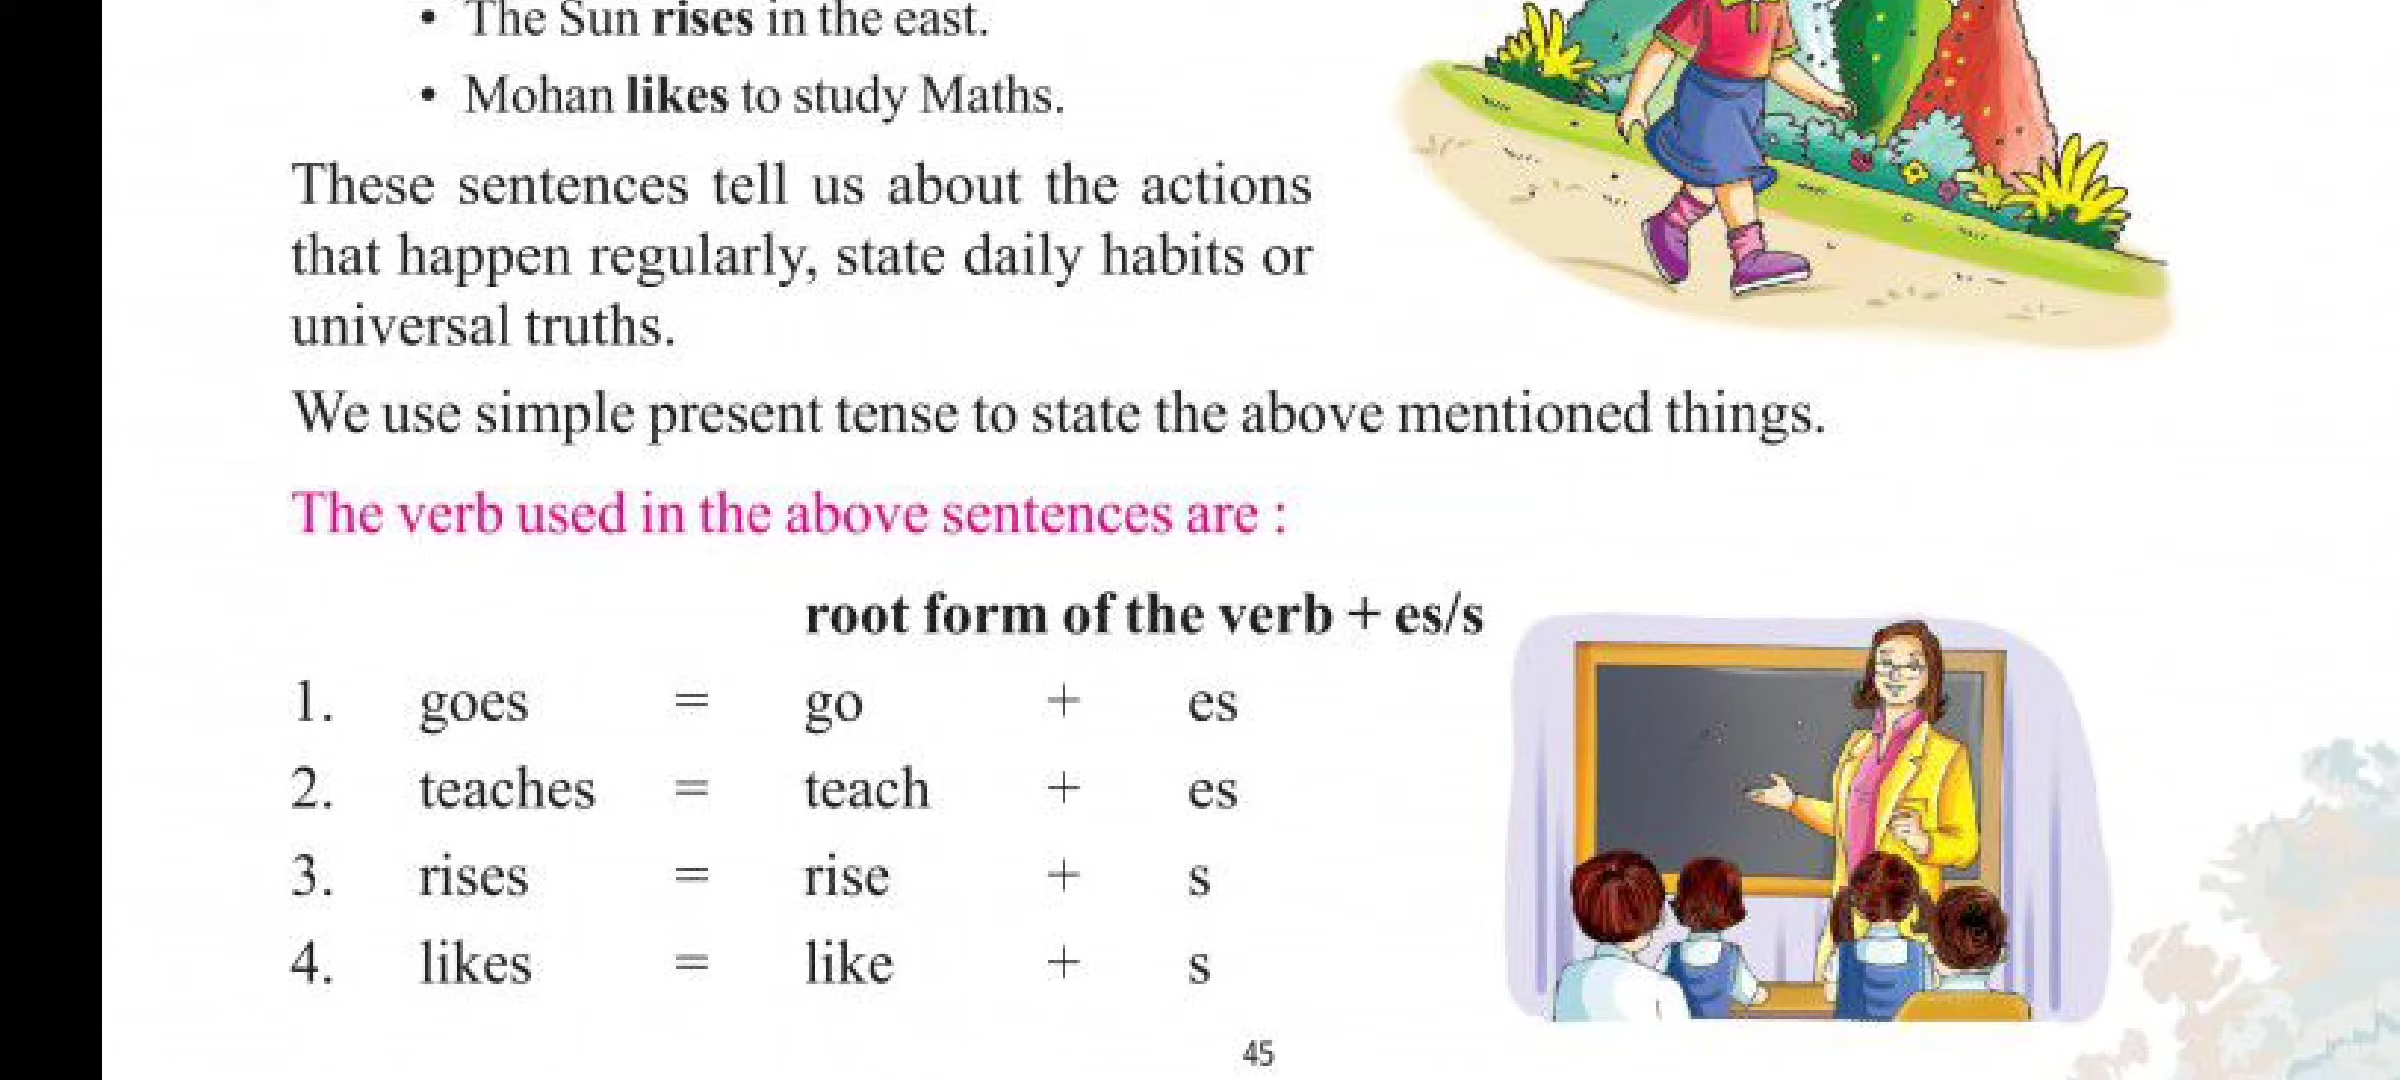 • The Sun rises in the east.
• Mohan likes to study Maths.
These sentences tell us about the actions
that happen regularly, state daily habits or
universal truths.
We use simple present tense to state the above mentioned things.
The verb used in the above sentences are :
root form of the verb + es/s
1. goes = go + es
2. teaches = teach + es
3. rises = rise + s
4. likes = like + s
45